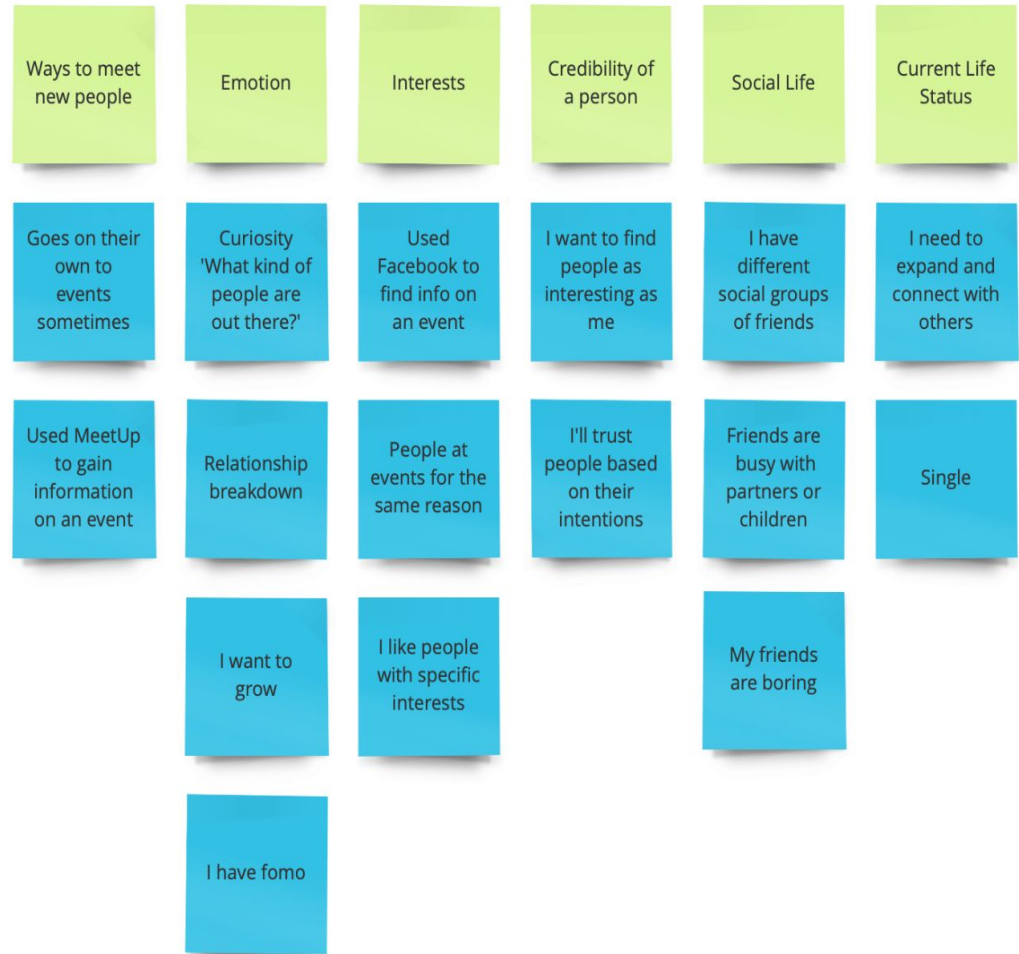 Ways to meet
new people
Emotion
Interests
Credibility of
a person
Social Life
Current Life
Status
Goes on their
own to
events
sometimes
Curiosity
'What kind of
people are
out there?'
Used
Facebook to
find info on
an event
I want to find
people as
interesting as
me
I have
different
social groups
of friends
I need to
expand and
connect with
others
Used MeetUp
to gain
information
on an event
Relationship
breakdown
People at
events for the
same reason
I'll trust
people based
on their
intentions
Friends are
busy with
partners or
children
Single
I want to
grow
I like people
with specific
interests
My friends
are boring
I have fomo